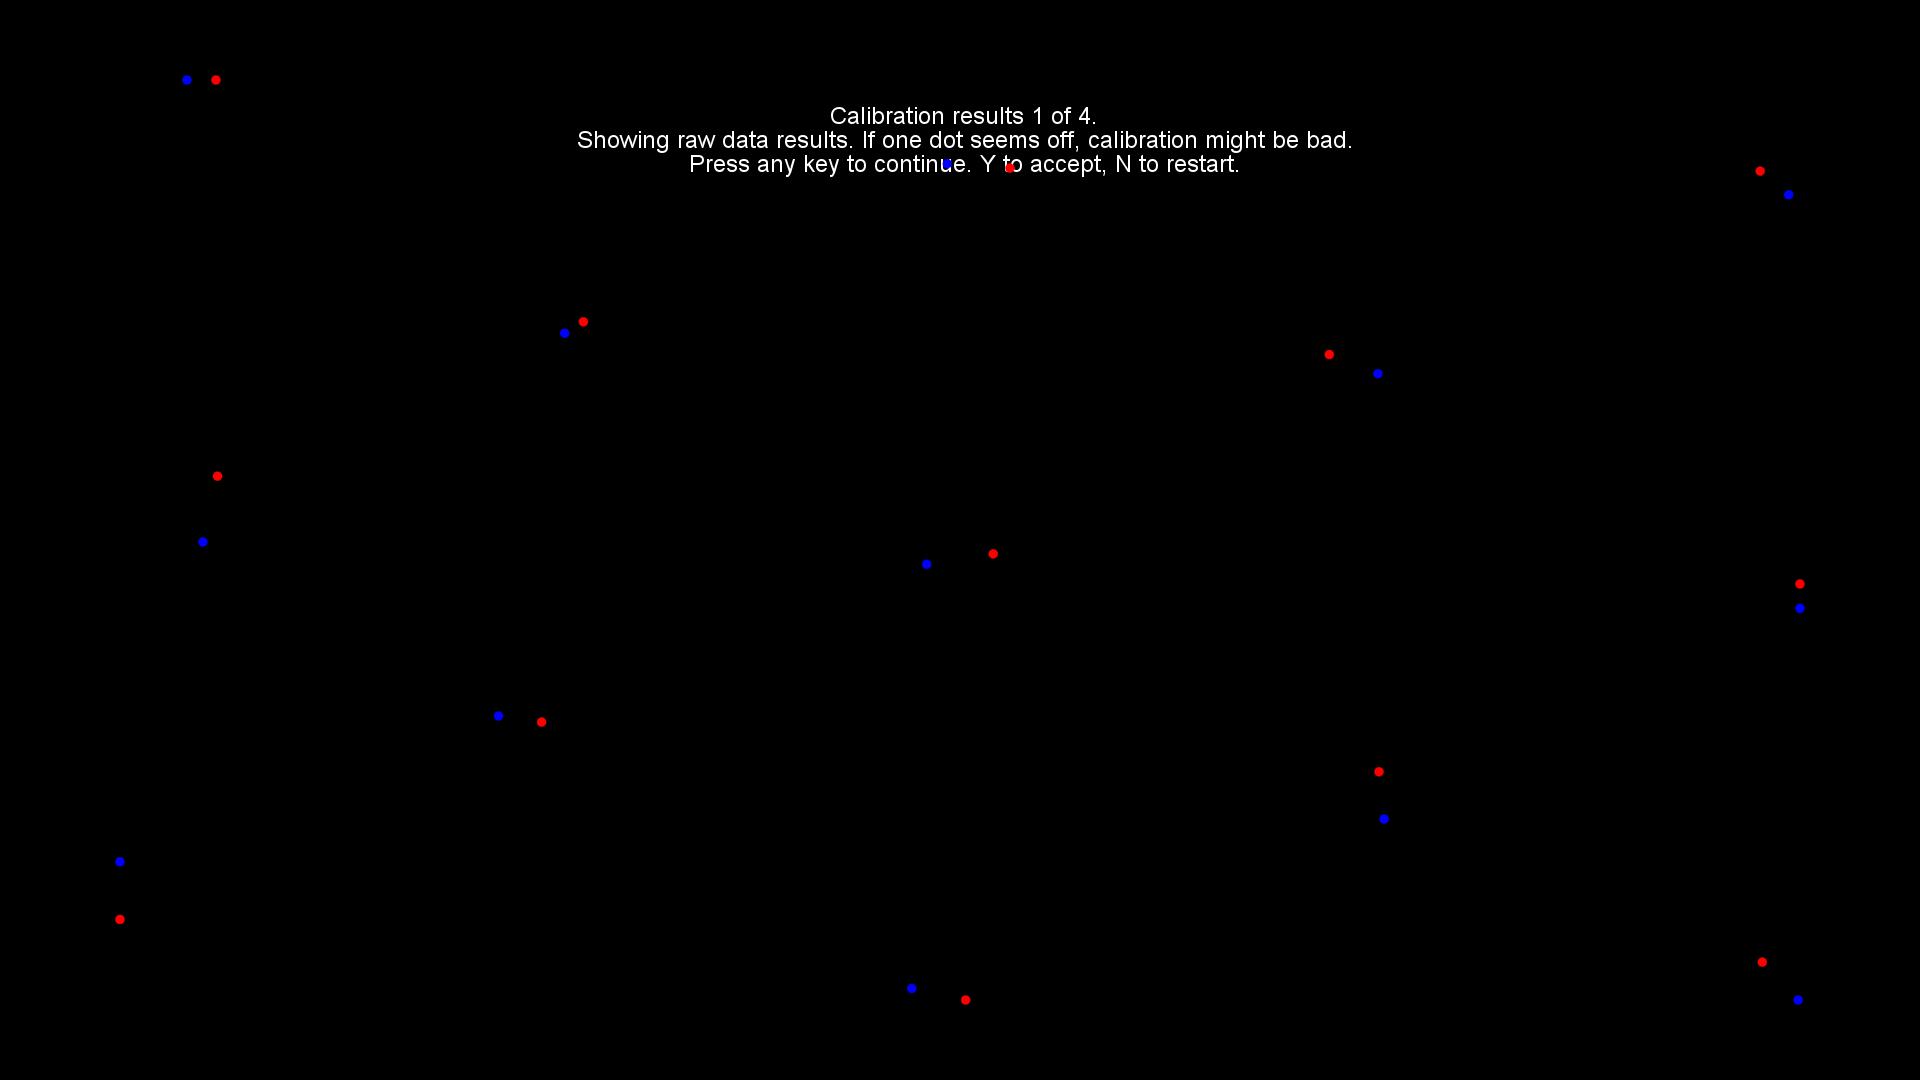 Calibration results 1 of 4.
Showing raw data results. If one dot seems off, calibration might be bad.
Press any key to continue. Y to accept, N to restart.